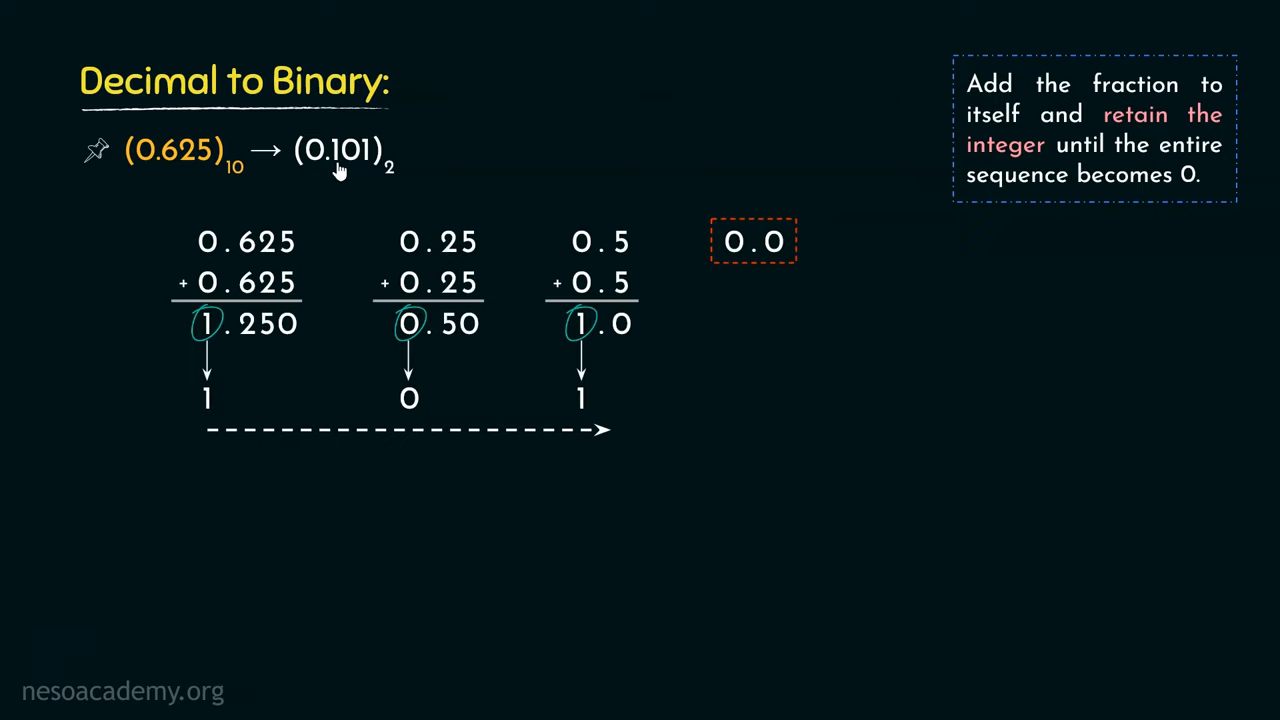 Decimal to Binary:
(0.625)10 → (0.101)2
Add the fraction to
itself and retain the
integer until the entire
sequence becomes 0.
0.625 0.25 0.5 0.0
+ 0.625 + 0.25 + 0.5
1.250 0.50 1.0
1 0 1
nesoacademy.org